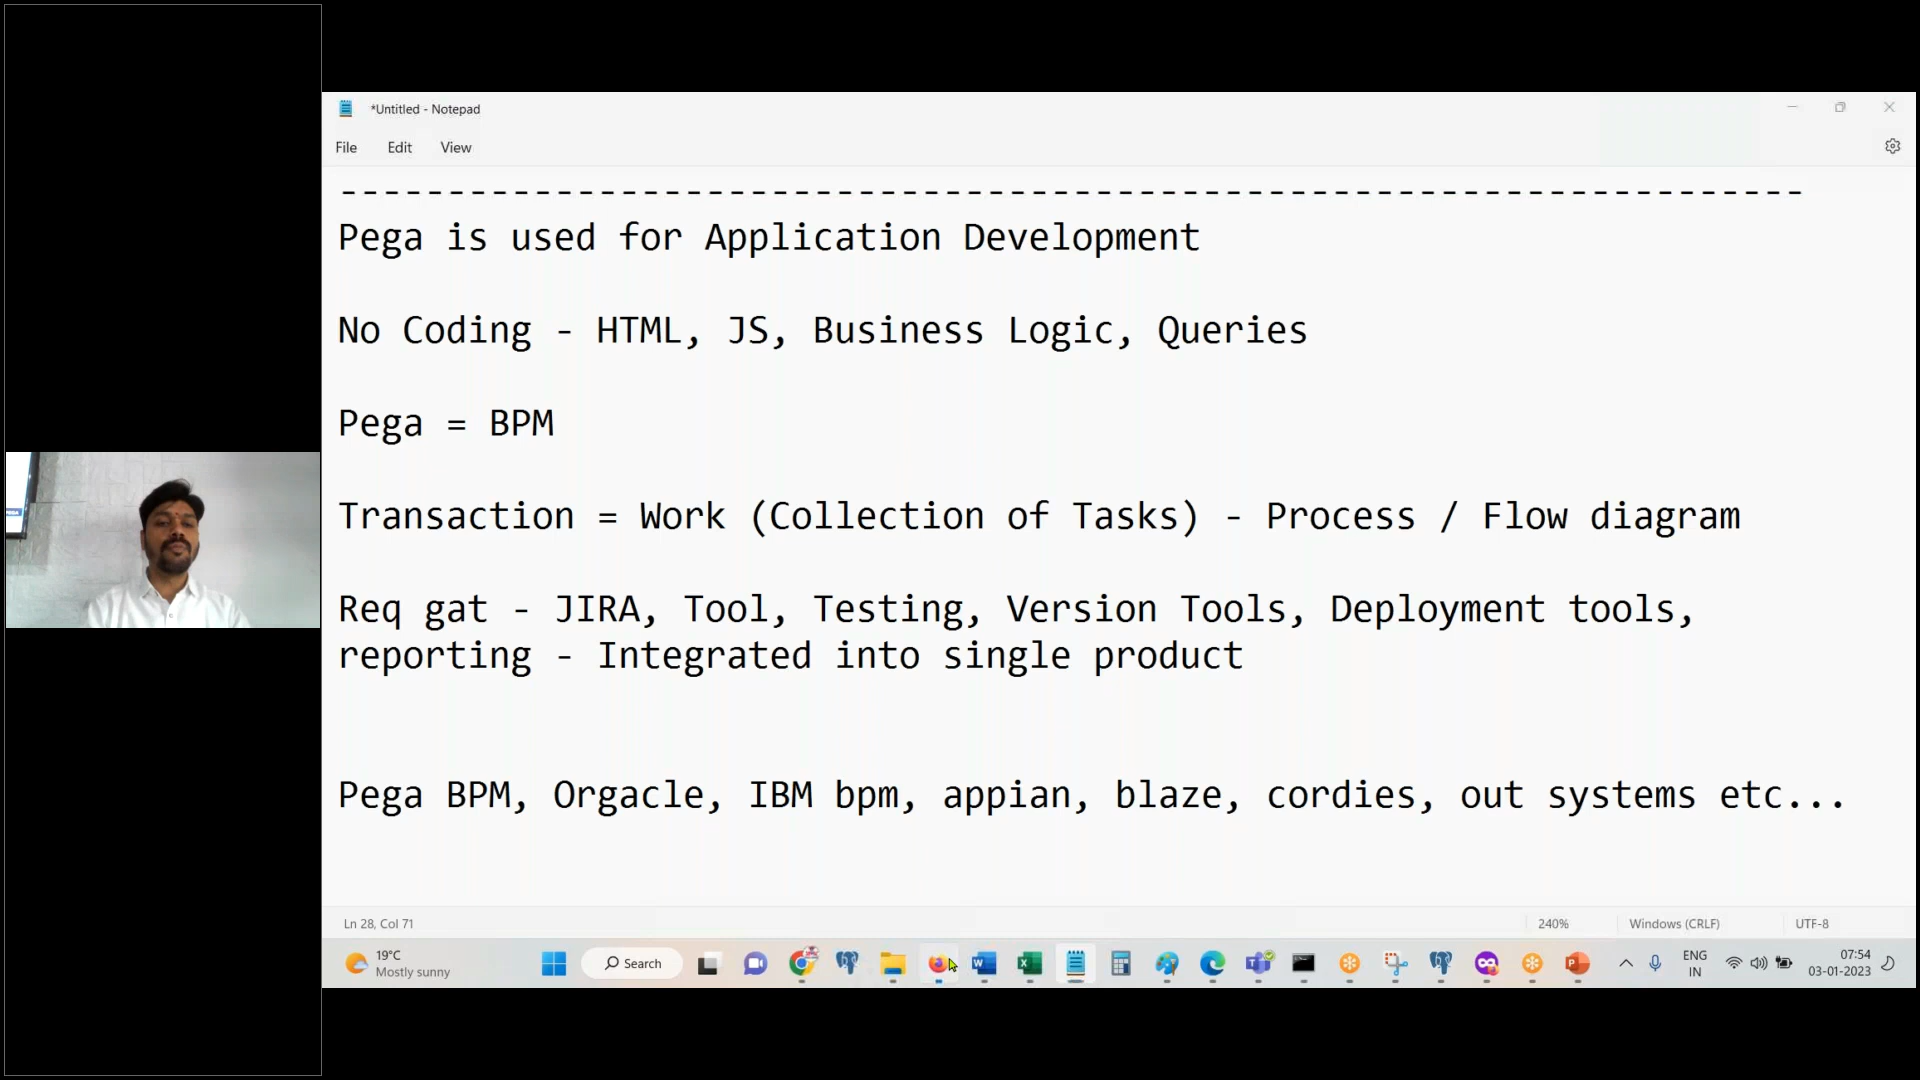 *Untitled - Notepad
File Edit View
--------------------------------------------------------------------
Pega is used for Application Development
No Coding - HTML, JS, Business Logic, Queries
Pega = BPM
Transaction = Work (Collection of Tasks) - Process / Flow diagram
Req gat - JIRA, Tool, Testing, Version Tools, Deployment tools,
reporting - Integrated into single product
Pega BPM, Orgacle, IBM bpm, appian, blaze, cordies, out systems etc...
Ln 28, Col 71 240% Windows (CRLF) UTF-8
19°C
Mostly sunny
Search
ENG
IN
07:54
03-01-2023